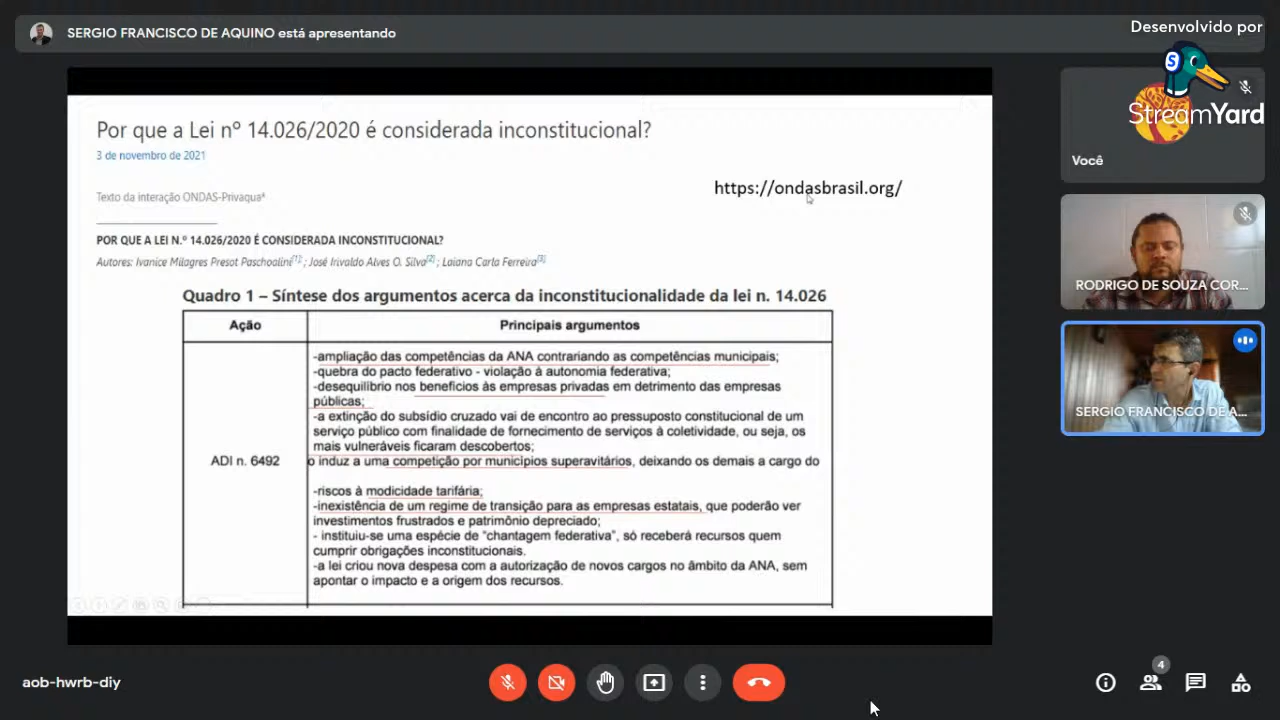 SERGIO FRANCISCO DE AQUINO está apresentando
Desenvolvido por
StreamYard
Por que a Lei nº 14.026/2020 é considerada inconstitucional?
3 de novembro de 2021
Texto da interação ONDAS-Privaqua*
https://ondasbrasil.org/
POR QUE A LEI N.º 14.026/2020 É CONSIDERADA INCONSTITUCIONAL?
Autores: Ivanice Milagres Presot Paschoalini[1]; José Irivaldo Alves O. Silva[2]; Laiana Carla Ferreira[3]
Quadro 1 – Síntese dos argumentos acerca da inconstitucionalidade da lei n. 14.026
Ação
Principais argumentos
ADI n. 6492
-ampliação das competências da ANA contrariando as competências municipais;
-quebra do pacto federativo - violação à autonomia federativa;
-desequilíbrio nos benefícios às empresas privadas em detrimento das empresas
públicas;
-a extinção do subsídio cruzado vai de encontro ao pressuposto constitucional de um
serviço público com finalidade de fornecimento de serviços à coletividade, ou seja, os
mais vulneráveis ficaram descobertos;
o induz a uma competição por municípios superavitários, deixando os demais a cargo do
-riscos à modicidade tarifária;
-inexistência de um regime de transição para as empresas estatais, que poderão ver
investimentos frustrados e patrimônio depreciado;
- instituiu-se uma espécie de "chantagem federativa", só receberá recursos quem
cumprir obrigações inconstitucionais.
-a lei criou nova despesa com a autorização de novos cargos no âmbito da ANA, sem
apontar o impacto e a origem dos recursos.
Você
RODRIGO DE SOUZA COR...
SERGIO FRANCISCO DE A...
aob-hwrb-diy
4